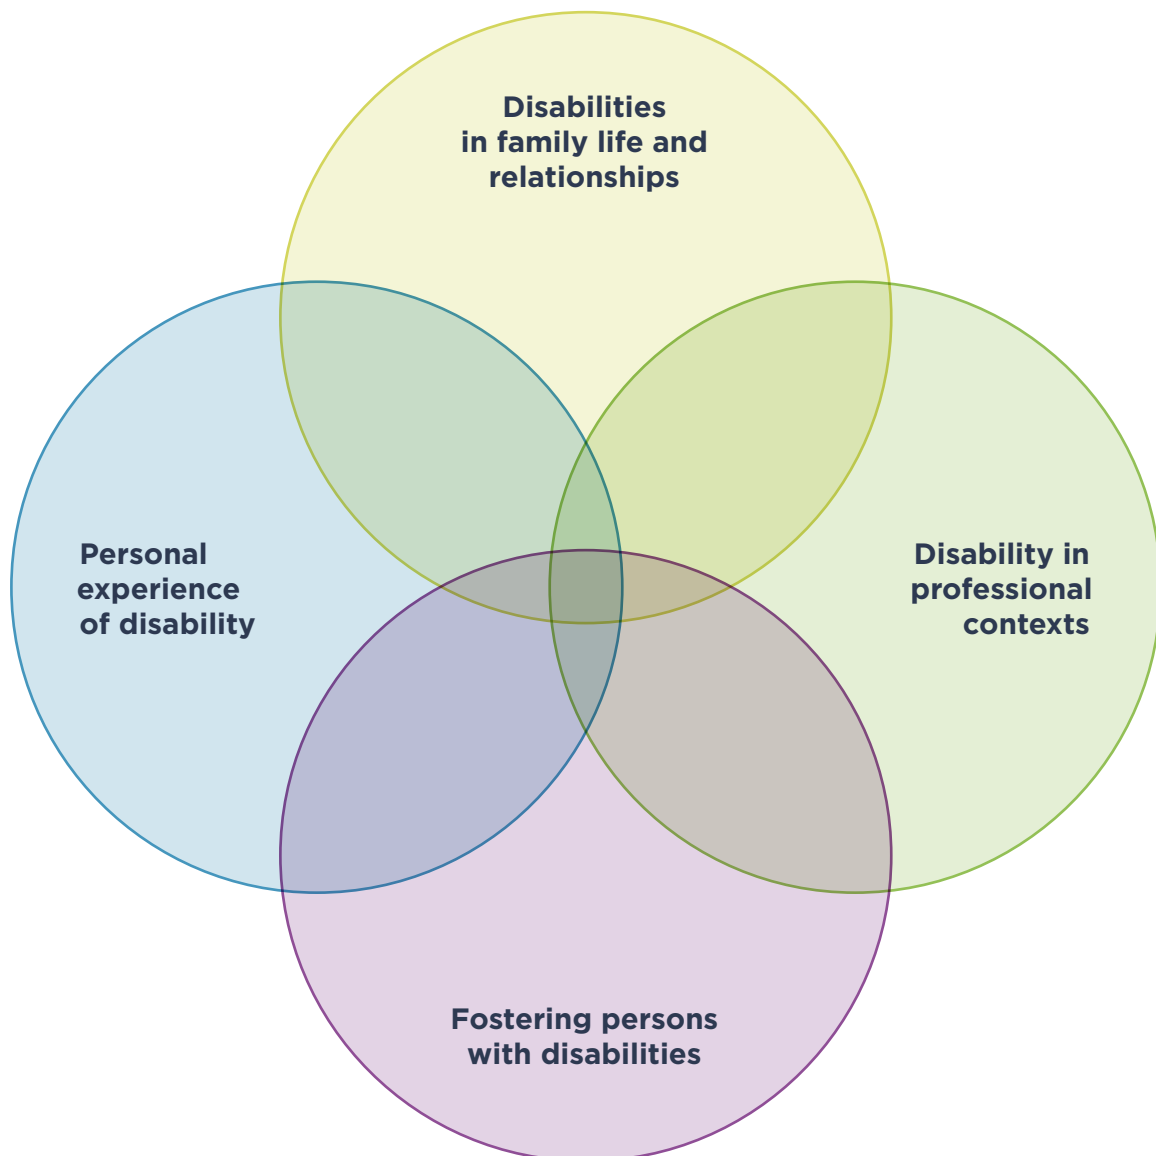 Disabilities
in family life and
relationships
Personal
experience
of disability
Disability in
professional
contexts
Fostering persons
with disabilities